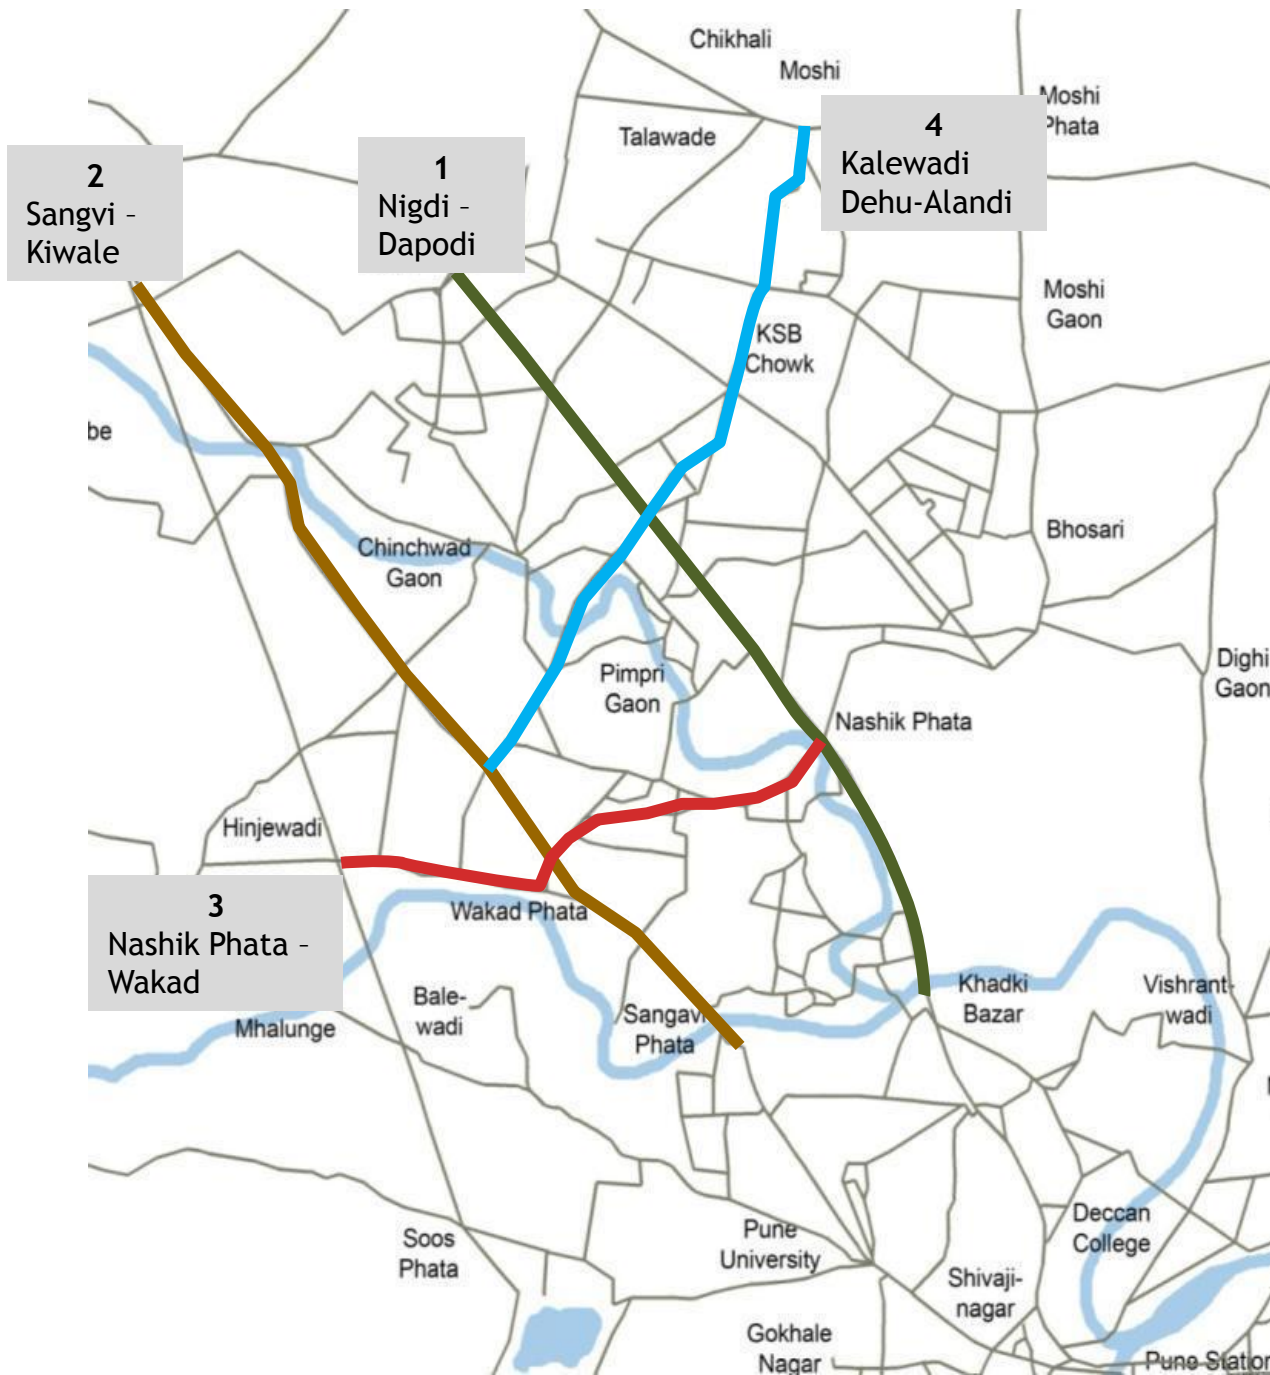 Chikhali
Moshi
Moshi
Phata
4
Kalewadi
Dehu-Alandi
Talawade
1
Nigdi –
Dapodi
2
Sangvi –
Kiwale
Moshi
Gaon
KSB
Chowk
be
Bhosari
Chinchwad
Gaon
Pimpri
Gaon
Dighi
Gaon
Nashik Phata
Hinjewadi
3
Nashik Phata –
Wakad
Wakad Phata
Bale-
wadi
Mhalunge
Sangavi
Phata
Khadki
Bazar
Vishrant-
wadi
Soos
Phata
Pune
University
Deccan
College
Shivaji-
nagar
Gokhale
Nagar
Pune Station